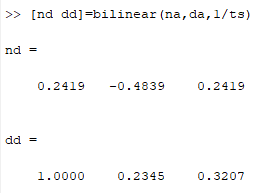 >> [nd dd]=bilinear(na,da,1/ts)
nd =
0.2419 -0.4839 0.2419
dd =
1.0000 0.2345 0.3207